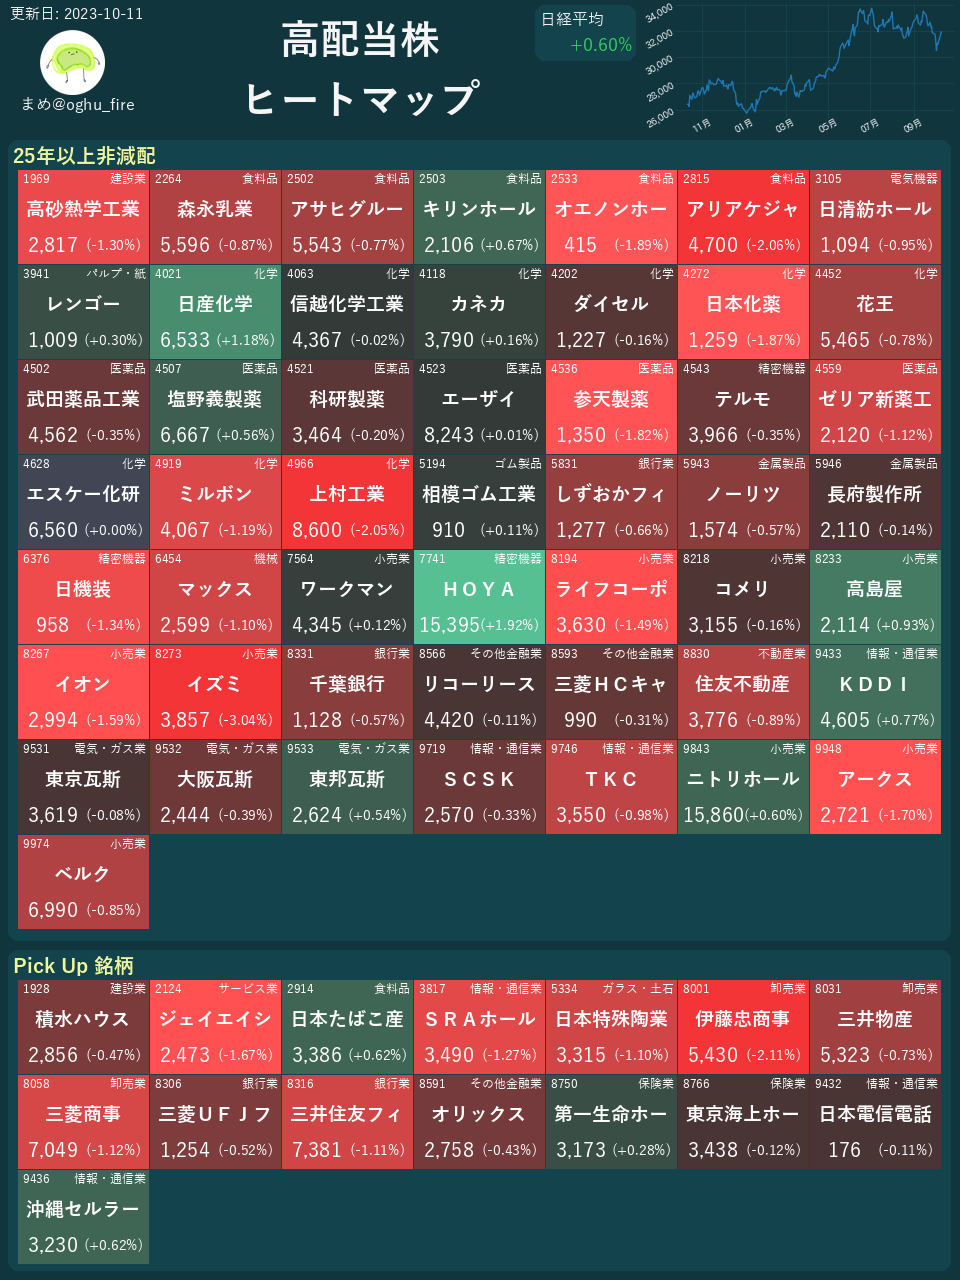 更新日: 2023-10-11
まめ@oghu_fire
高配当株
ヒートマップ
日経平均
+0.60%
34,000
32,000
30,000
28,000
26,000
11月 01月 03月 05月 07月 09月
25年以上非減配
1969 建設業 2264 食料品 2502 食料品 2503 食料品 2533 食料品 2815 食料品 3105 電気機器
高砂熱学工業 森永乳業 アサヒグルー キリンホール オエノンホー アリアケジャ 日清紡ホール
2,817 (-1.30%) 5,596 (-0.87%) 5,543 (-0.77%) 2,106 (+0.67%) 415 (-1.89%) 4,700 (-2.06%) 1,094 (-0.95%)
3941 パルプ・紙 4021 化学 4063 化学 4118 化学 4202 化学 4272 化学 4452 化学
レンゴー 日産化学 信越化学工業 カネカ ダイセル 日本化薬 花王
1,009 (+0.30%) 6,533 (+1.18%) 4,367 (-0.02%) 3,790 (+0.16%) 1,227 (-0.16%) 1,259 (-1.87%) 5,465 (-0.78%)
4502 医薬品 4507 医薬品 4521 医薬品 4523 医薬品 4536 医薬品 4543 精密機器 4559 医薬品
武田薬品工業 塩野義製薬 科研製薬 エーザイ 参天製薬 テルモ ゼリア新薬工
4,562 (-0.35%) 6,667 (+0.56%) 3,464 (-0.20%) 8,243 (+0.01%) 1,350 (-1.82%) 3,966 (-0.35%) 2,120 (-1.12%)
4628 化学 4919 化学 4966 化学 5194 ゴム製品 5831 銀行業 5943 金属製品 5946 金属製品
エスケー化研 ミルボン 上村工業 相模ゴム工業 しずおかフィ ノーリツ 長府製作所
6,560 (+0.00%) 4,067 (-1.19%) 8,600 (-2.05%) 910 (+0.11%) 1,277 (-0.66%) 1,574 (-0.57%) 2,110 (-0.14%)
6376 精密機器 6454 機械 7564 小売業 7741 精密機器 8194 小売業 8218 小売業 8233 小売業
日機装 マックス ワークマン ＨＯＹＡ ライフコーポ コメリ 高島屋
958 (-1.34%) 2,599 (-1.10%) 4,345 (+0.12%) 15,395(+1.92%) 3,630 (-1.49%) 3,155 (-0.16%) 2,114 (+0.93%)
8267 小売業 8273 小売業 8331 銀行業 8566 その他金融業 8593 その他金融業 8830 不動産業 9433 情報・通信業
イオン イズミ 千葉銀行 リコーリース 三菱ＨＣキャ 住友不動産 ＫＤＤＩ
2,994 (-1.59%) 3,857 (-3.04%) 1,128 (-0.57%) 4,420 (-0.11%) 990 (-0.31%) 3,776 (-0.89%) 4,605 (+0.77%)
9531 電気・ガス業 9532 電気・ガス業 9533 電気・ガス業 9719 情報・通信業 9746 情報・通信業 9843 小売業 9948 小売業
東京瓦斯 大阪瓦斯 東邦瓦斯 ＳＣＳＫ ＴＫＣ ニトリホール アークス
3,619 (-0.08%) 2,444 (-0.39%) 2,624 (+0.54%) 2,570 (-0.33%) 3,550 (-0.98%) 15,860(+0.60%) 2,721 (-1.70%)
9974 小売業
ベルク
6,990 (-0.85%)
Pick Up 銘柄
1928 建設業 2124 サービス業 2914 食料品 3817 情報・通信業 5334 ガラス・土石 8001 卸売業 8031 卸売業
積水ハウス ジェイエイシ 日本たばこ産 ＳＲＡホール 日本特殊陶業 伊藤忠商事 三井物産
2,856 (-0.47%) 2,473 (-1.67%) 3,386 (+0.62%) 3,490 (-1.27%) 3,315 (-1.10%) 5,430 (-2.11%) 5,323 (-0.73%)
8058 卸売業 8306 銀行業 8316 銀行業 8591 その他金融業 8750 保険業 8766 保険業 9432 情報・通信業
三菱商事 三菱ＵＦＪフ 三井住友フィ オリックス 第一生命ホー 東京海上ホー 日本電信電話
7,049 (-1.12%) 1,254 (-0.52%) 7,381 (-1.11%) 2,758 (-0.43%) 3,173 (+0.28%) 3,438 (-0.12%) 176 (-0.11%)
9436 情報・通信業
沖縄セルラー
3,230 (+0.62%)